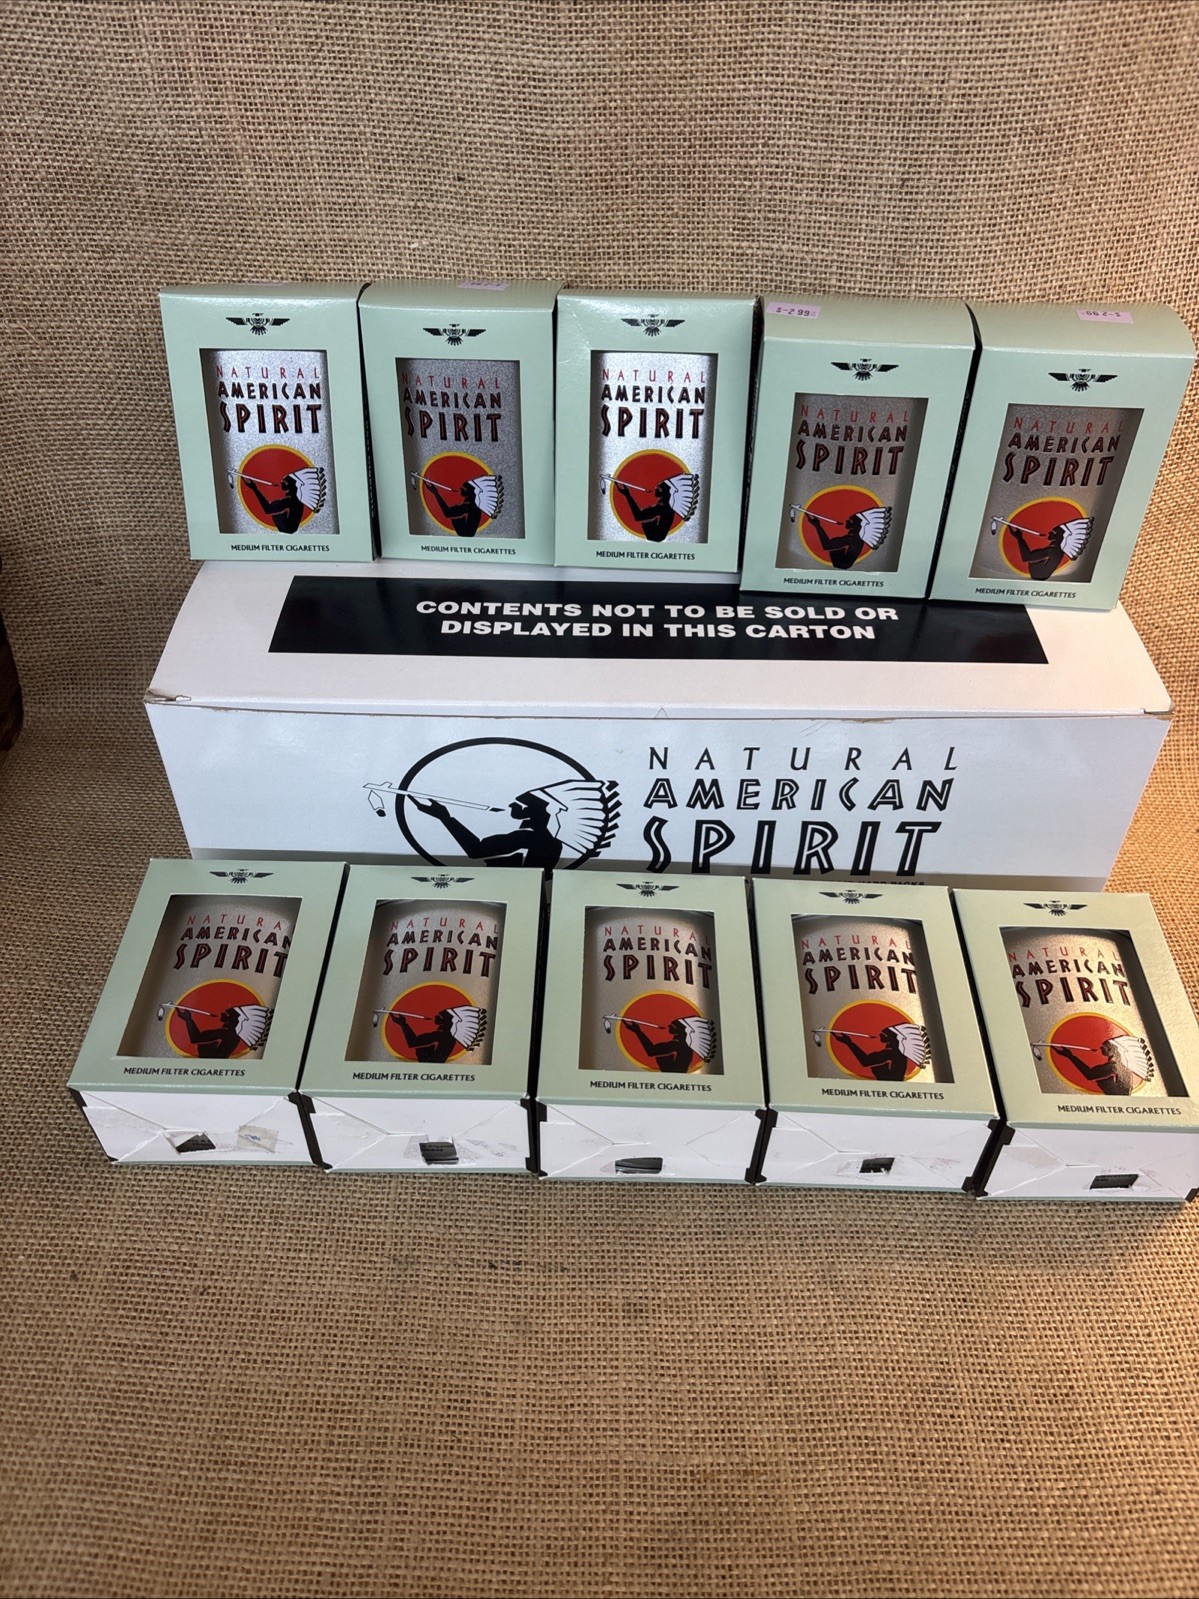 NATURAL
AMERICAN
SPIRIT
MEDIUM FILTER CIGARETTES
NATURAL
AMERICAN
SPIRIT
MEDIUM FILTER CIGARETTES
NATURAL
AMERICAN
SPIRIT
MEDIUM FILTER CIGARETTES
NATURAL
AMERICAN
SPIRIT
MEDIUM FILTER CIGARETTES
NATURAL
AMERICAN
SPIRIT
MEDIUM FILTER CIGARETTES
CONTENTS NOT TO BE SOLD OR
DISPLAYED IN THIS CARTON
NATURAL
AMERICAN
SPIRIT
NATURA
AMERICAN
SPIRIT
MEDIUM FILTER CIGARETTES
NATURAL
AMERICAN
SPIRIT
MEDIUM FILTER CIGARETTES
NATURAL
AMERICAN
SPIRIT
MEDIUM FILTER CIGARETTES
NATURAL
AMERICAN
SPIRIT
MEDIUM FILTER CIGARETTES
NATURAL
AMERICAN
SPIRIT
MEDIUM FILTER CIGARETTES